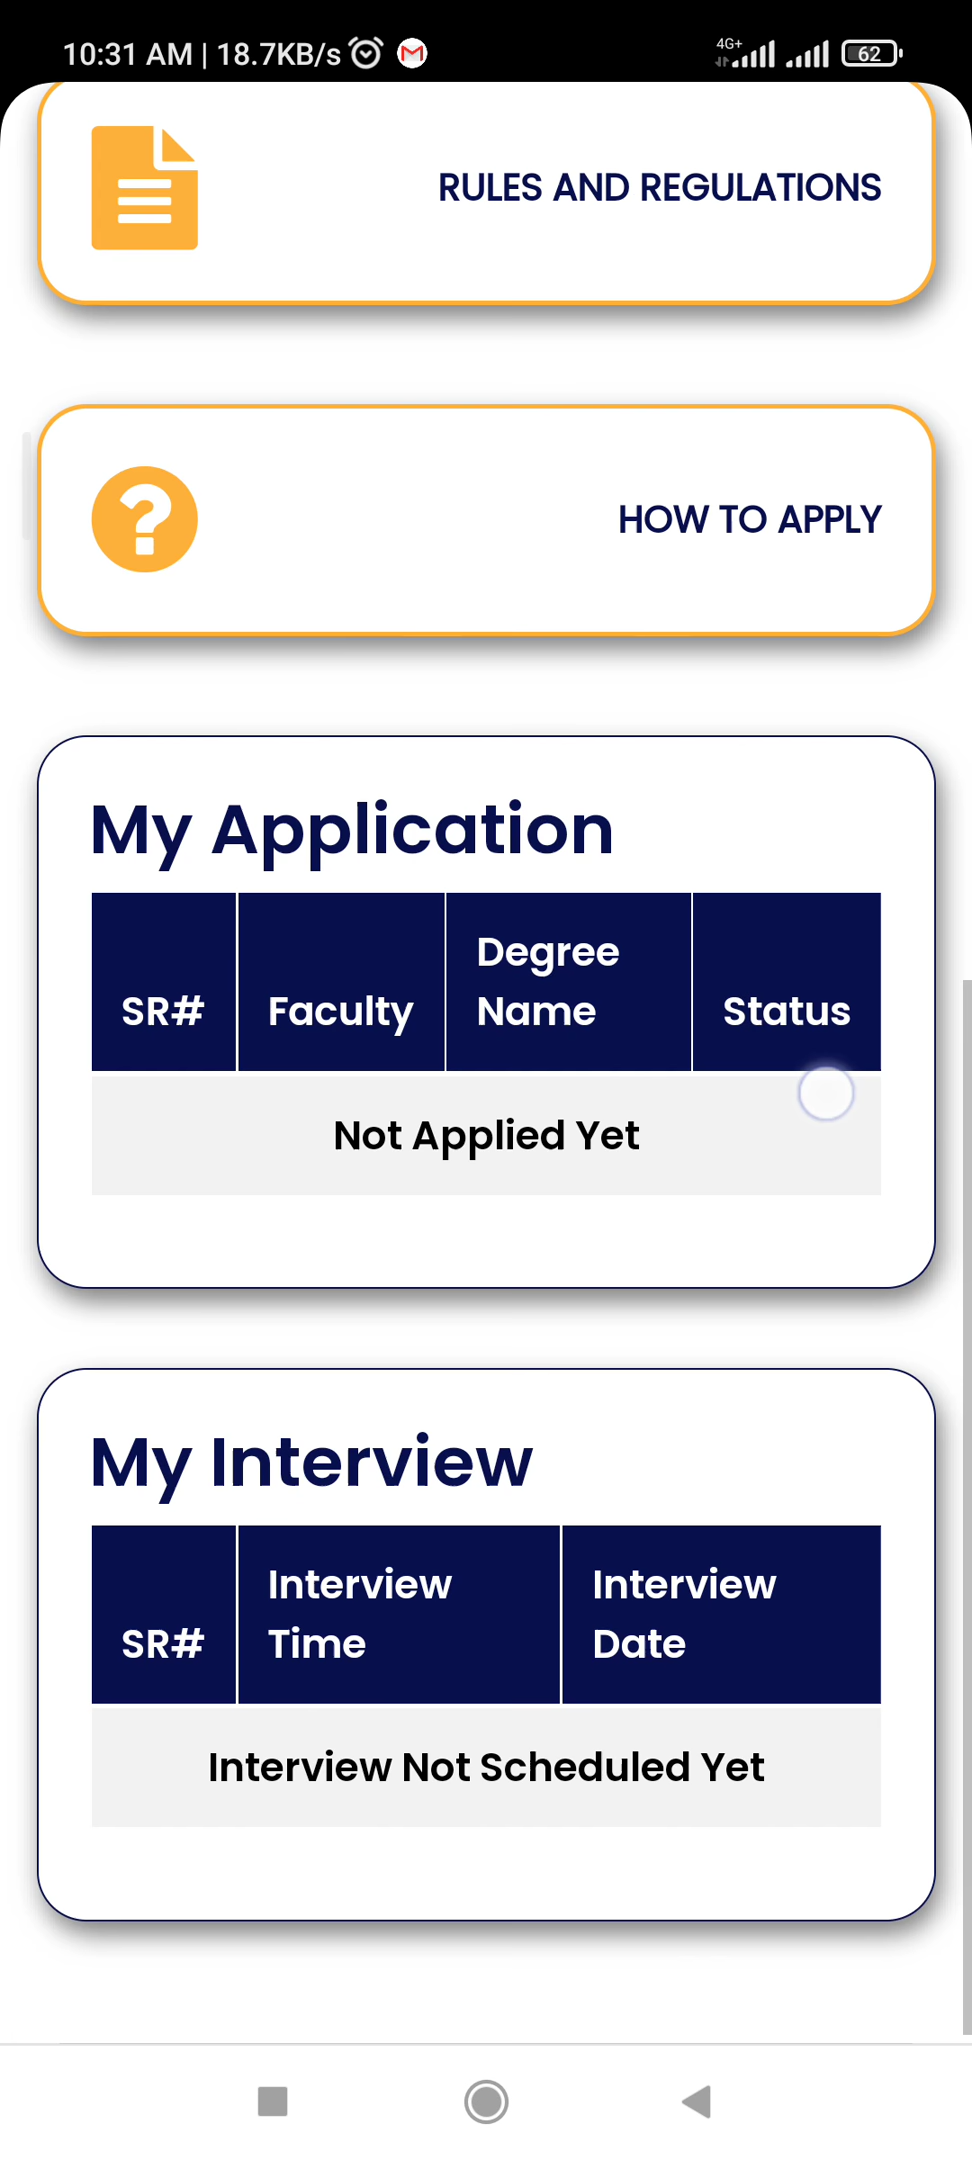 10:31 AM | 18.7KB/s
4G+
62
RULES AND REGULATIONS
HOW TO APPLY
My Application
SR# Faculty Degree Name Status
Not Applied Yet
My Interview
SR# Interview Time Interview Date
Interview Not Scheduled Yet